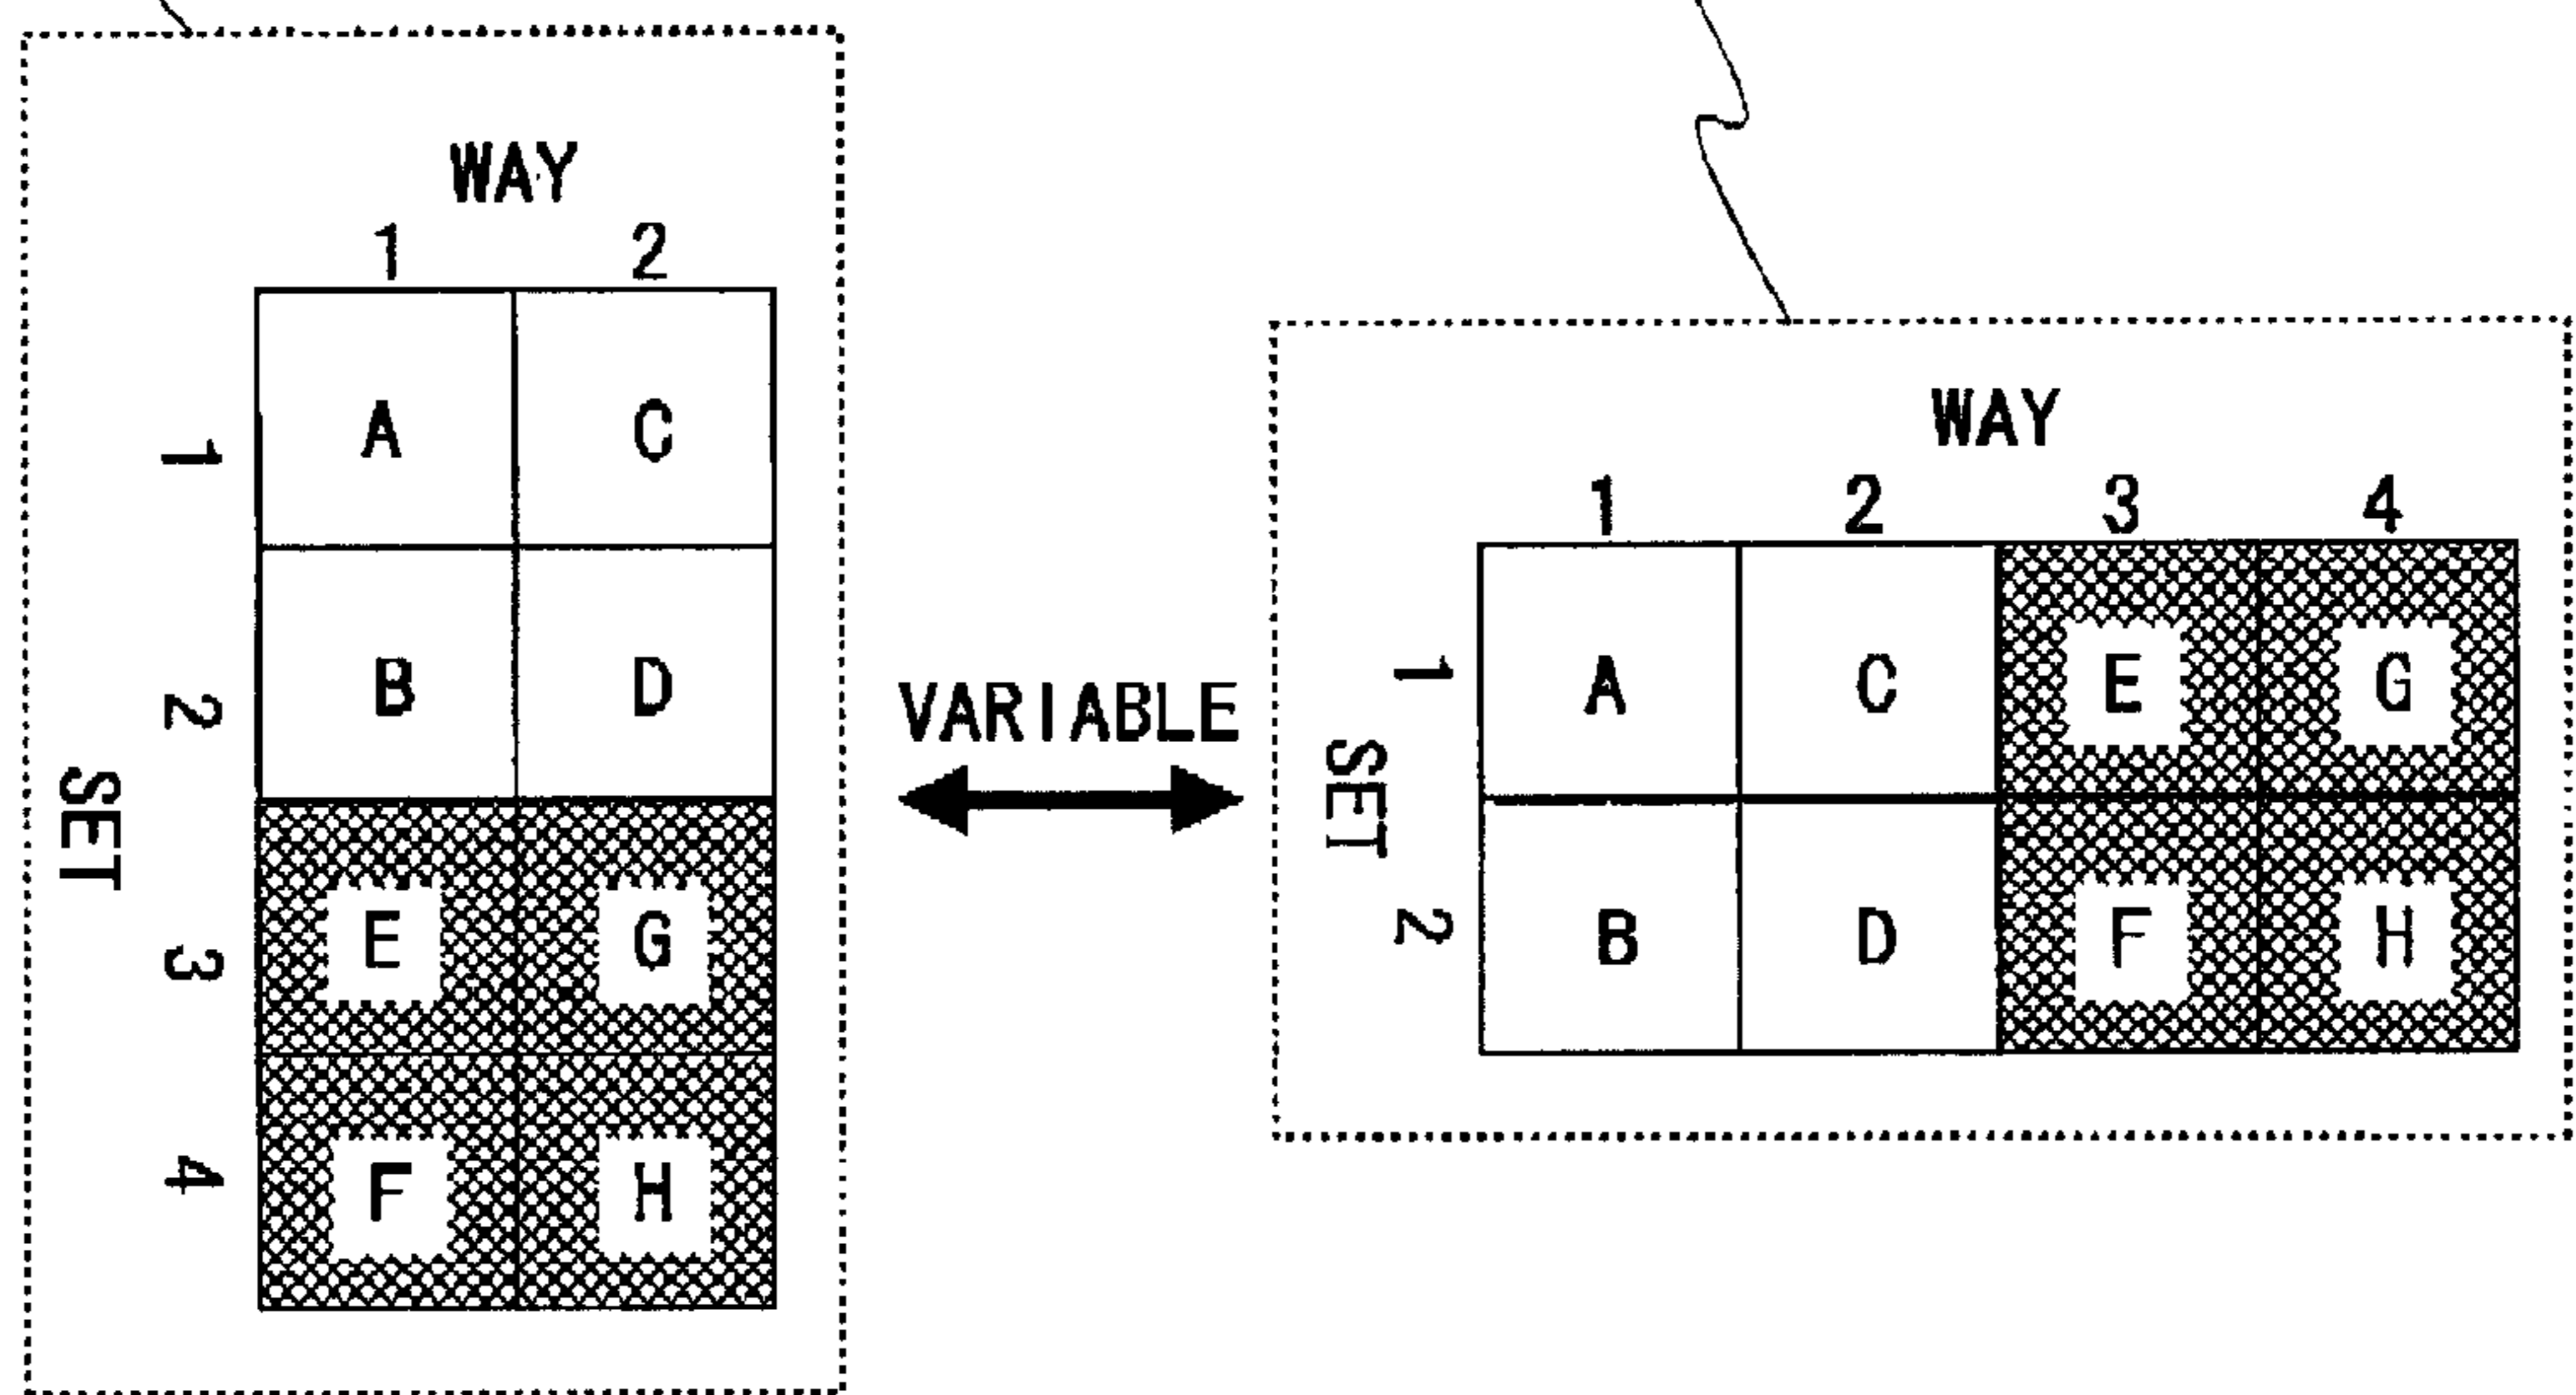 WAY
1 2
1 A C
2 B D
SET
3 E G
4 F H
VARIABLE
WAY
1 2 3 4
1 A C E G
SET
2 B D F H